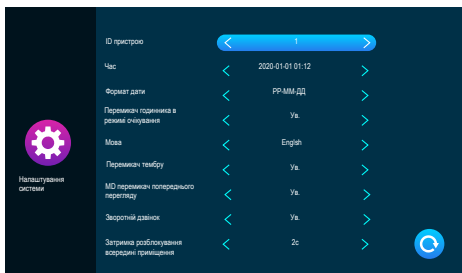 ID пристрою
1
Час
2020-01-01 01:12
Формат дати
РР-ММ-ДД
Перемикач годинника в
режимі очікування
Ув.
Мова
English
Перемикач тембру
Ув.
MD перемикач попереднього
перегляду
Ув.
Зворотній дзвінок
Ув.
Затримка розблокування
всередині приміщення
2с
Налаштування
системи